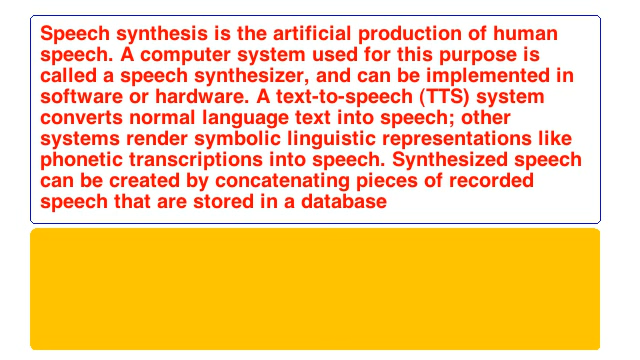 Speech synthesis is the artificial production of human
speech. A computer system used for this purpose is
called a speech synthesizer, and can be implemented in
software or hardware. A text-to-speech (TTS) system
converts normal language text into speech; other
systems render symbolic linguistic representations like
phonetic transcriptions into speech. Synthesized speech
can be created by concatenating pieces of recorded
speech that are stored in a database